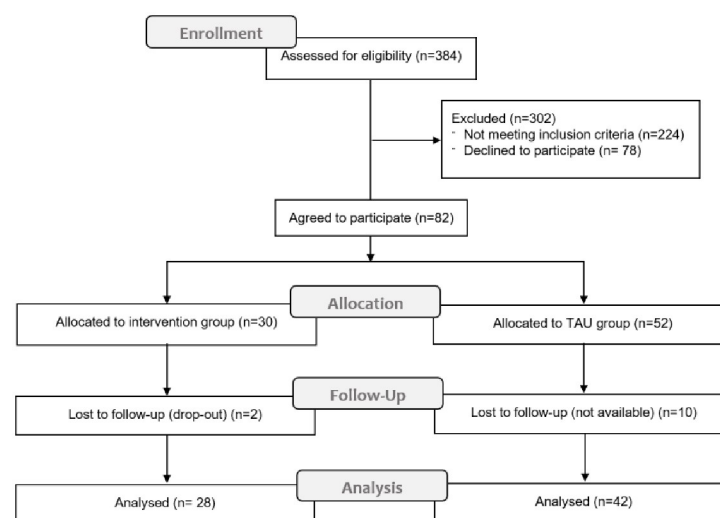 Enrollment
Assessed for eligibility (n=384)
Excluded (n=302)
- Not meeting inclusion criteria (n=224)
- Declined to participate (n= 78)
Agreed to participate (n=82)
Allocation
Allocated to intervention group (n=30)
Allocated to TAU group (n=52)
Follow-Up
Lost to follow-up (drop-out) (n=2)
Lost to follow-up (not available) (n=10)
Analysis
Analysed (n= 28)
Analysed (n=42)